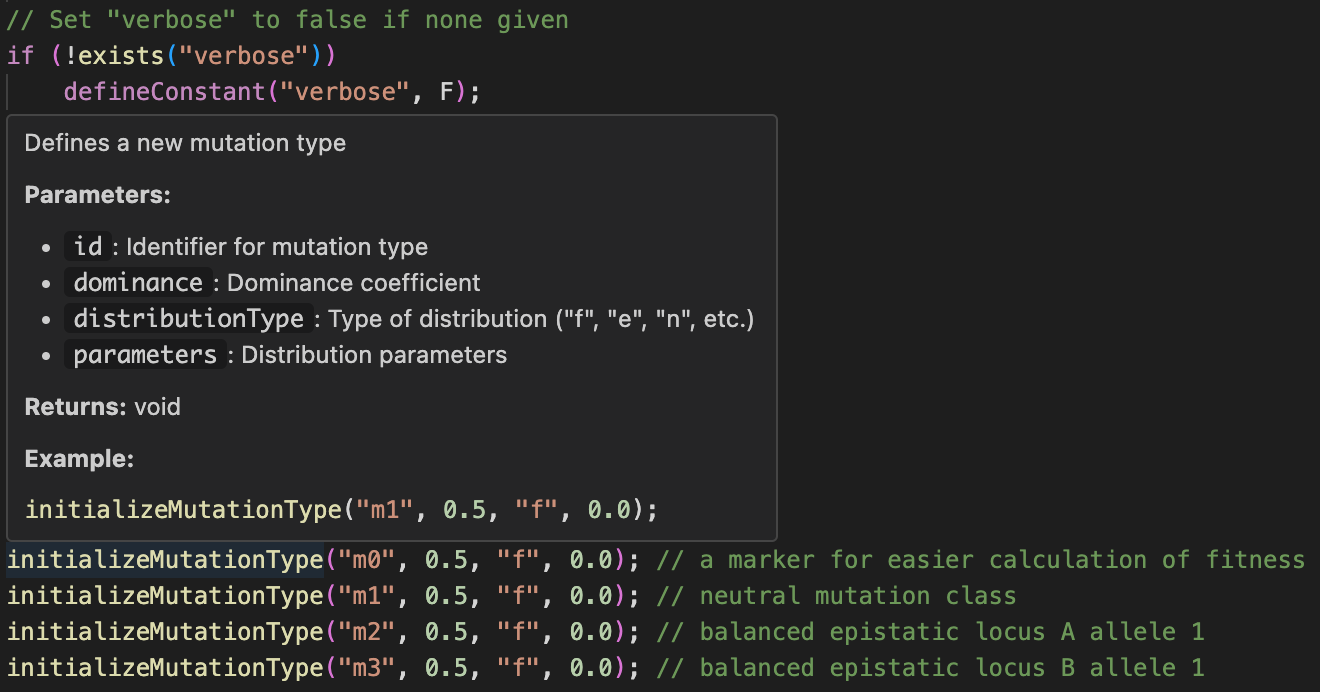 // Set "verbose" to false if none given
if (!exists("verbose"))
    defineConstant("verbose", F);
Defines a new mutation type
Parameters:
• id : Identifier for mutation type
• dominance : Dominance coefficient
• distributionType : Type of distribution ("f", "e", "n", etc.)
• parameters : Distribution parameters
Returns: void
Example:
initializeMutationType("m1", 0.5, "f", 0.0);
initializeMutationType("m0", 0.5, "f", 0.0); // a marker for easier calculation of fitness
initializeMutationType("m1", 0.5, "f", 0.0); // neutral mutation class
initializeMutationType("m2", 0.5, "f", 0.0); // balanced epistatic locus A allele 1
initializeMutationType("m3", 0.5, "f", 0.0); // balanced epistatic locus B allele 1